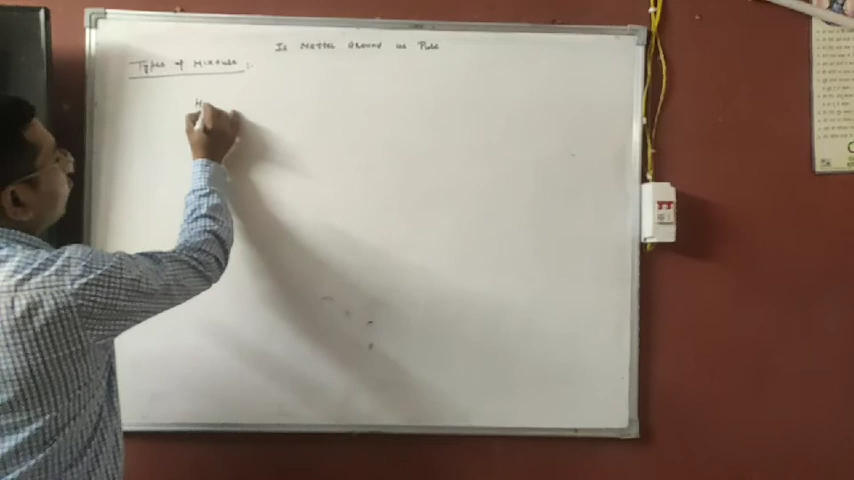 Is Matter Around us Pure
Types of Mixture :-
H